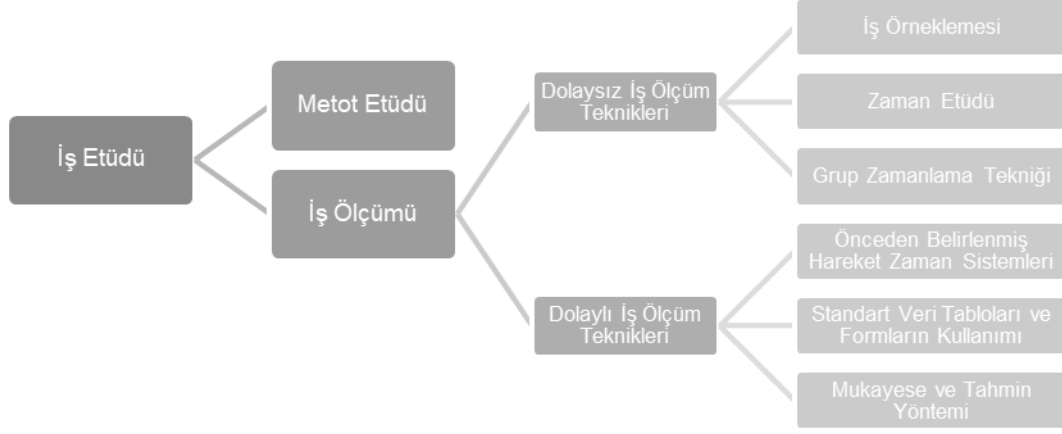 İş Etüdü
Metot Etüdü
İş Ölçümü
Dolaysız İş Ölçüm
Teknikleri
İş Örneklemesi
Zaman Etüdü
Grup Zamanlama Tekniği
Dolaylı İş Ölçüm
Teknikleri
Önceden Belirlenmiş
Hareket Zaman Sistemleri
Standart Veri Tabloları ve
Formların Kullanımı
Mukayese ve Tahmin
Yöntemi